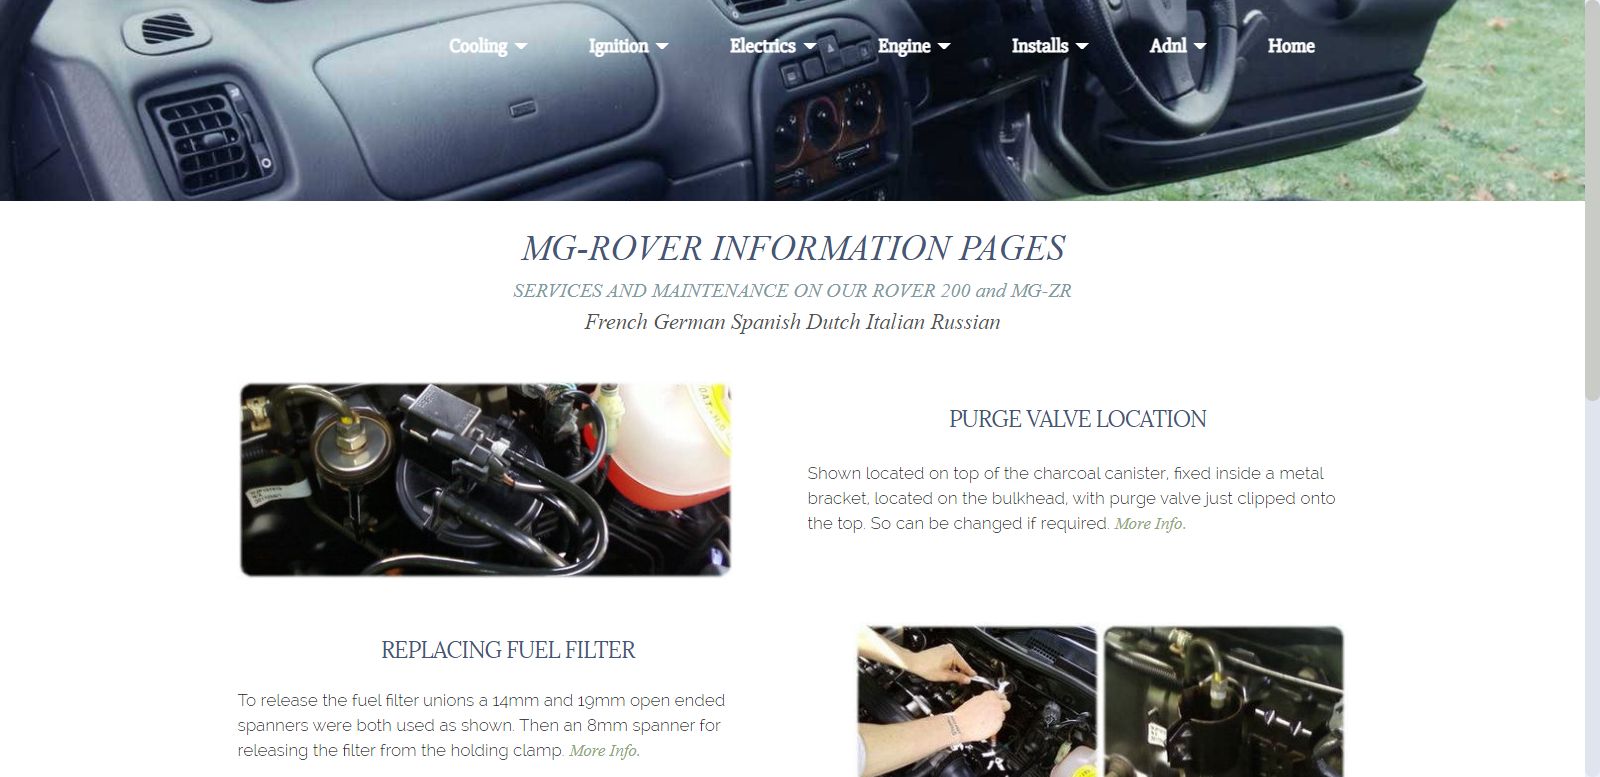 Cooling Ignition Electrics Engine Installs Adnl Home
MG-ROVER INFORMATION PAGES
SERVICES AND MAINTENANCE ON OUR ROVER 200 and MG-ZR
French German Spanish Dutch Italian Russian
PURGE VALVE LOCATION
Shown located on top of the charcoal canister, fixed inside a metal
bracket, located on the bulkhead, with purge valve just clipped onto
the top. So can be changed if required. More Info.
REPLACING FUEL FILTER
To release the fuel filter unions a 14mm and 19mm open ended
spanners were both used as shown. Then an 8mm spanner for
releasing the filter from the holding clamp. More Info.